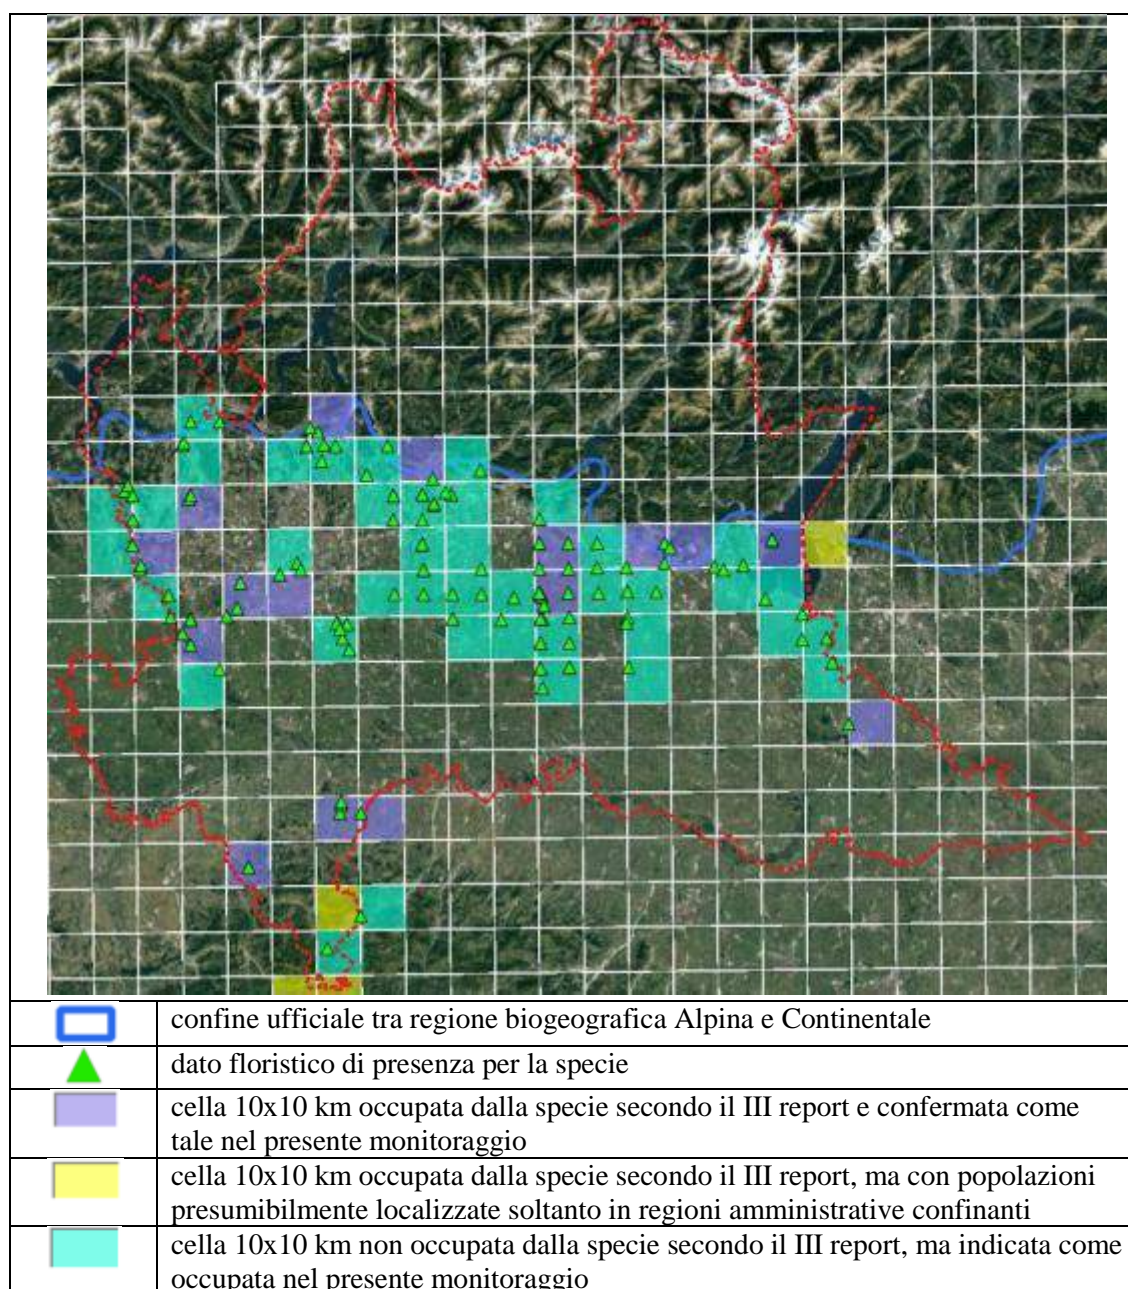 confine ufficiale tra regione biogeografica Alpina e Continentale
dato floristico di presenza per la specie
cella 10x10 km occupata dalla specie secondo il III report e confermata come
tale nel presente monitoraggio
cella 10x10 km occupata dalla specie secondo il III report, ma con popolazioni
presumibilmente localizzate soltanto in regioni amministrative confinanti
cella 10x10 km non occupata dalla specie secondo il III report, ma indicata come
occupata nel presente monitoraggio